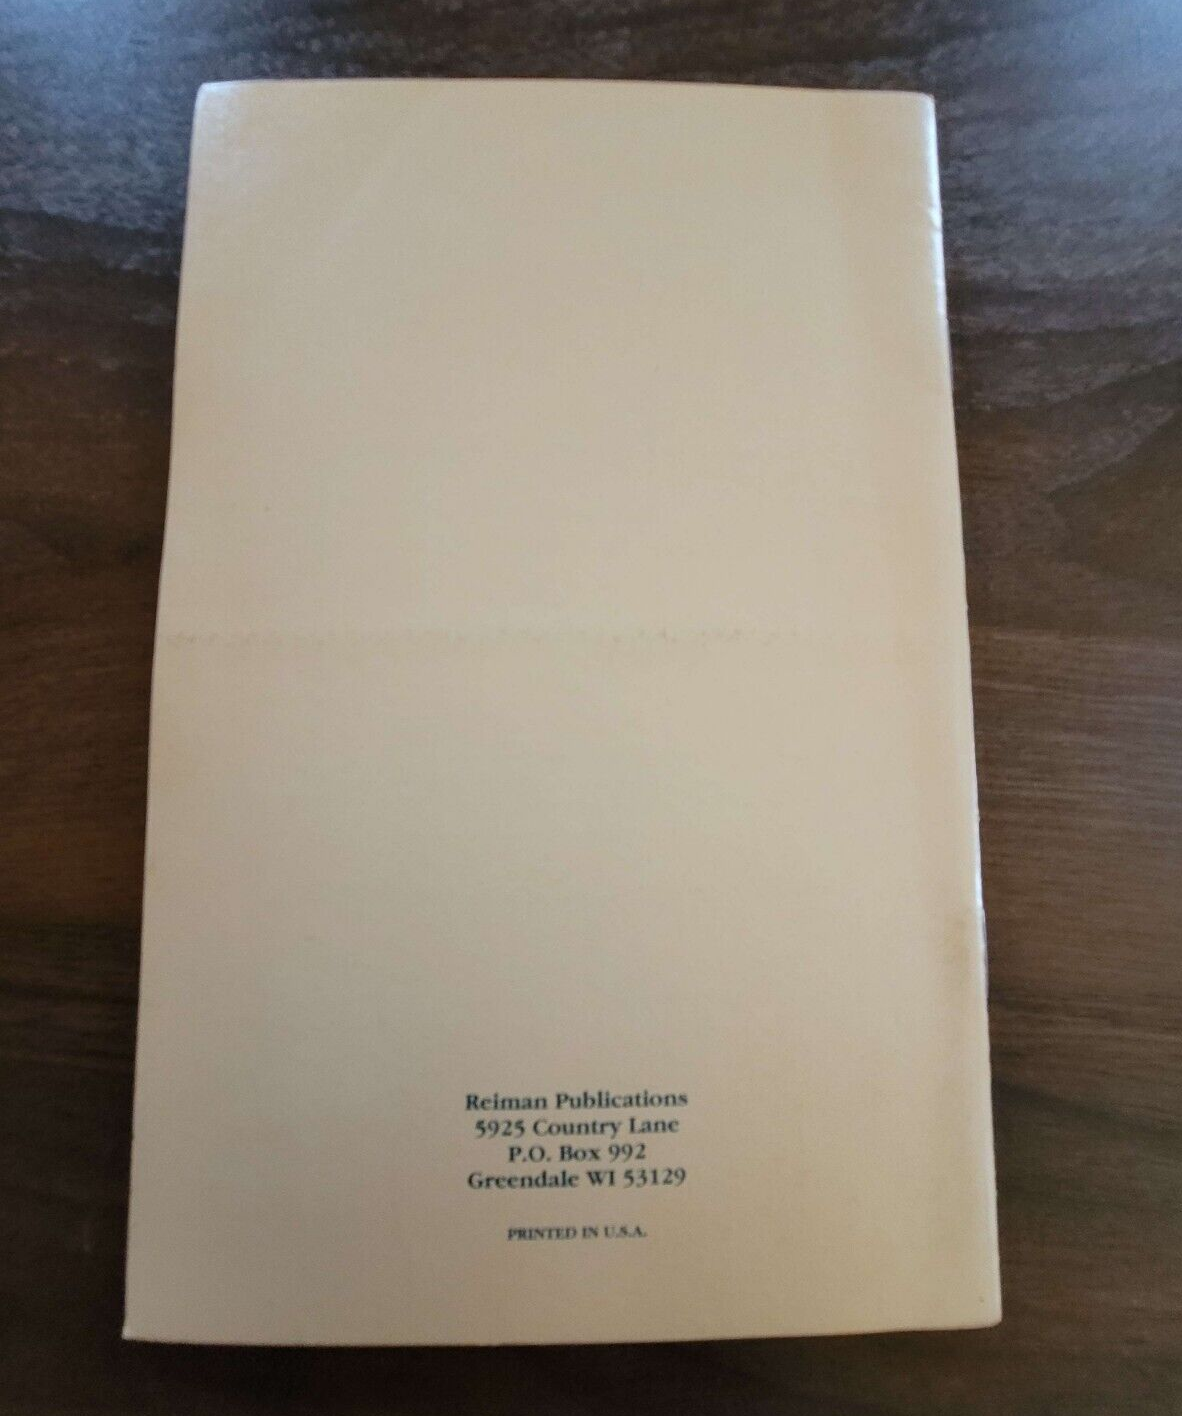 Reiman Publications
5925 Country Lane
P.O. Box 992
Greendale WI 53129
PRINTED IN U.S.A.